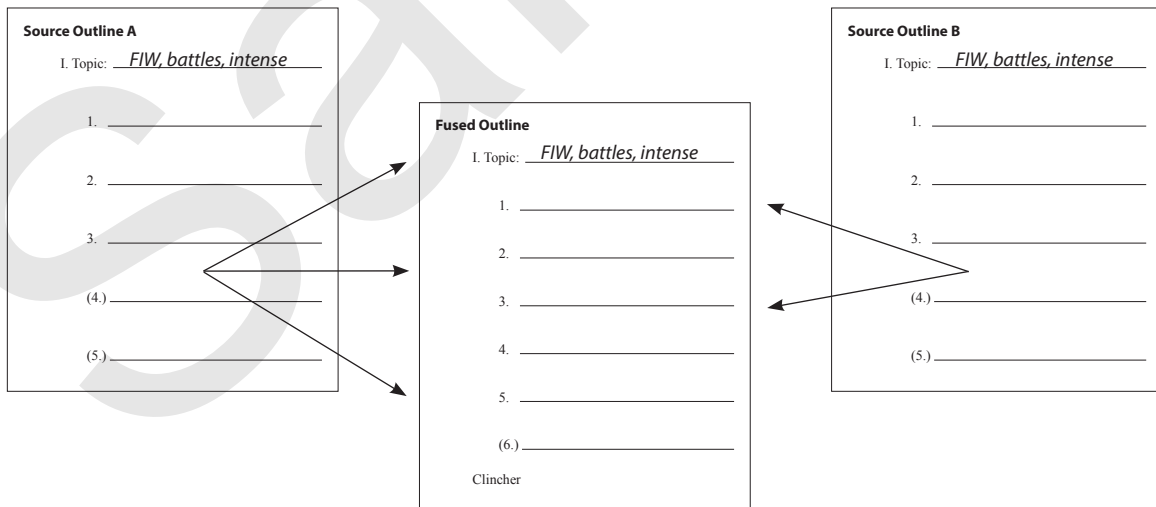 Source Outline A
I. Topic: FIW, battles, intense
1.
2.
3.
(4.)
(5.)
Fused Outline
I. Topic: FIW, battles, intense
1.
2.
3.
4.
5.
(6.)
Clincher
Source Outline B
I. Topic: FIW, battles, intense
1.
2.
3.
(4.)
(5.)